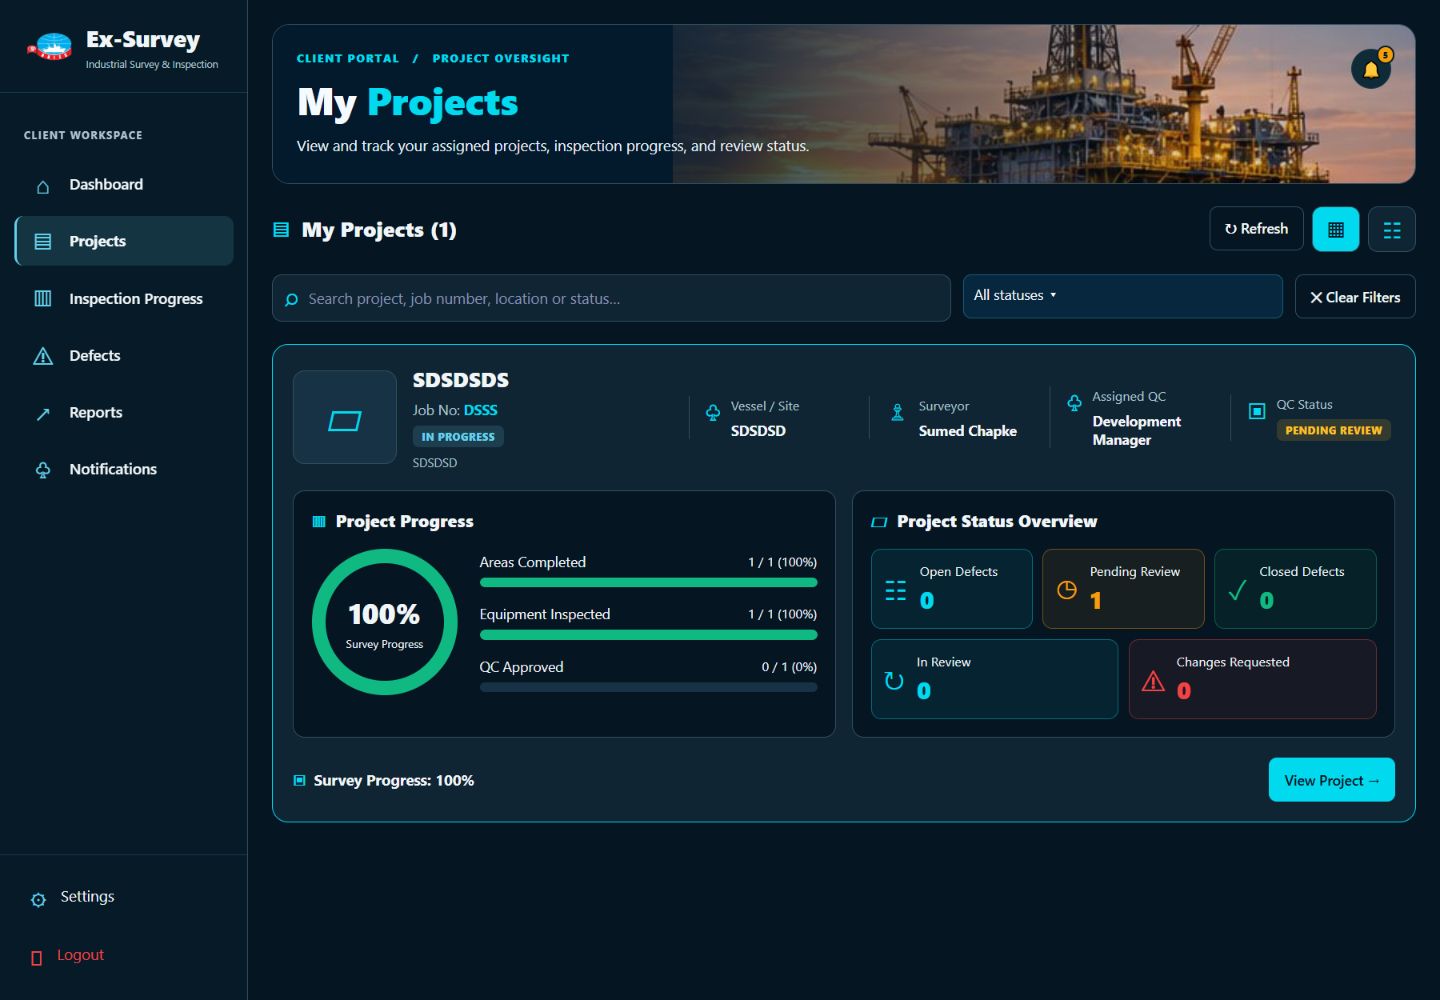 Ex-Survey
Industrial Survey & Inspection
CLIENT WORKSPACE
Dashboard
Projects
Inspection Progress
Defects
Reports
Notifications
Settings
Logout
CLIENT PORTAL / PROJECT OVERSIGHT
My Projects
View and track your assigned projects, inspection progress, and review status.
5
My Projects (1)
↻ Refresh
Search project, job number, location or status...
All statuses
✕ Clear Filters
SDSDSDS
Job No: DSSS
IN PROGRESS
SDSDSD
Vessel / Site
SDSDSD
Surveyor
Sumed Chapke
Assigned QC
Development
Manager
QC Status
PENDING REVIEW
Project Progress
100%
Survey Progress
Areas Completed 1 / 1 (100%)
Equipment Inspected 1 / 1 (100%)
QC Approved 0 / 1 (0%)
Project Status Overview
Open Defects
0
Pending Review
1
Closed Defects
0
In Review
0
Changes Requested
0
Survey Progress: 100%
View Project →